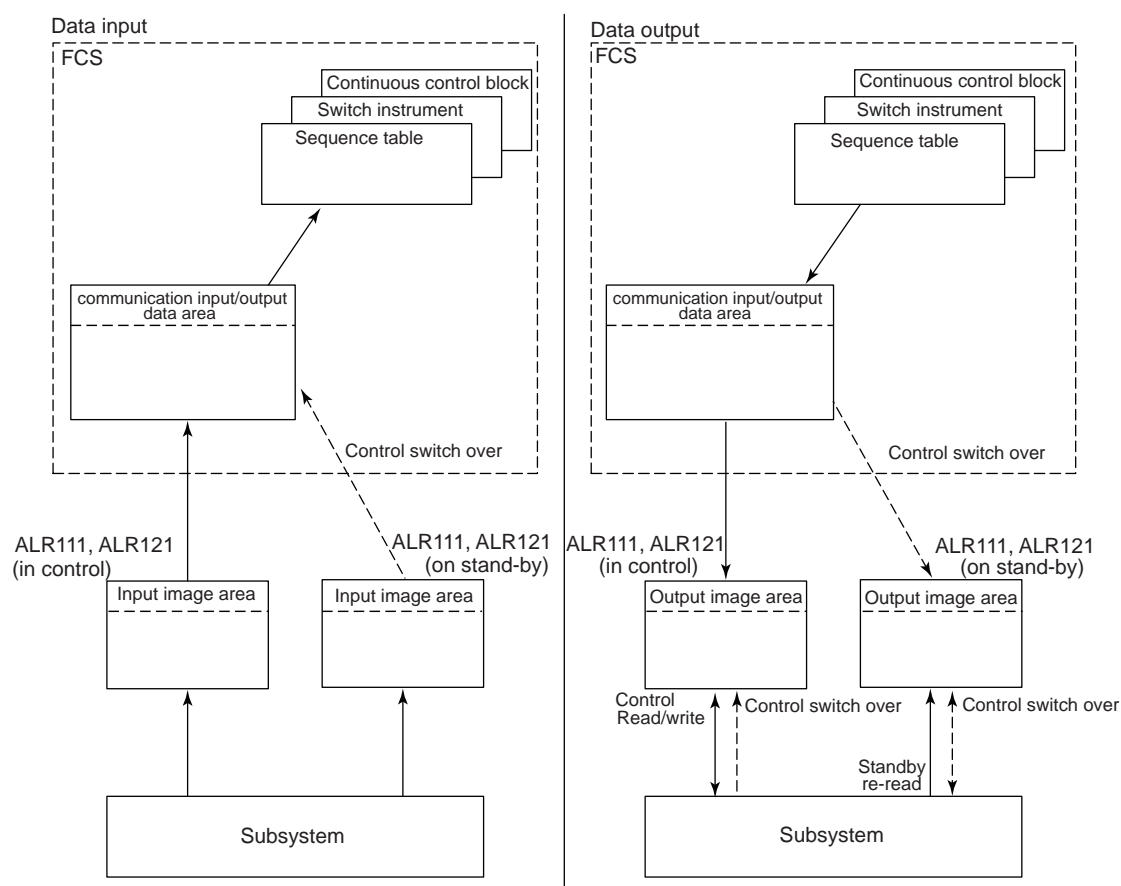 Data input
FCS
Continuous control block
Switch instrument
Sequence table
communication input/output
data area
Control switch over
ALR111, ALR121
(in control)
ALR111, ALR121
(on stand-by)
Input image area
Input image area
Subsystem
Data output
FCS
Continuous control block
Switch instrument
Sequence table
communication input/output
data area
Control switch over
ALR111, ALR121
(in control)
ALR111, ALR121
(on stand-by)
Output image area
Output image area
Control
Read/write
Control switch over
Control switch over
Standby
re-read
Subsystem